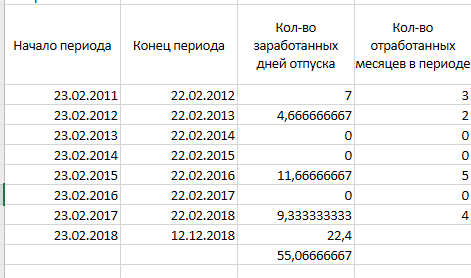 Начало периода Конец периода Кол-во заработанных дней отпуска Кол-во отработанных месяцев в периоде
23.02.2011 22.02.2012 7 3
23.02.2012 22.02.2013 4,666666667 2
23.02.2013 22.02.2014 0 0
23.02.2014 22.02.2015 0 0
23.02.2015 22.02.2016 11,66666667 5
23.02.2016 22.02.2017 0 0
23.02.2017 22.02.2018 9,333333333 4
23.02.2018 12.12.2018 22,4
55,06666667